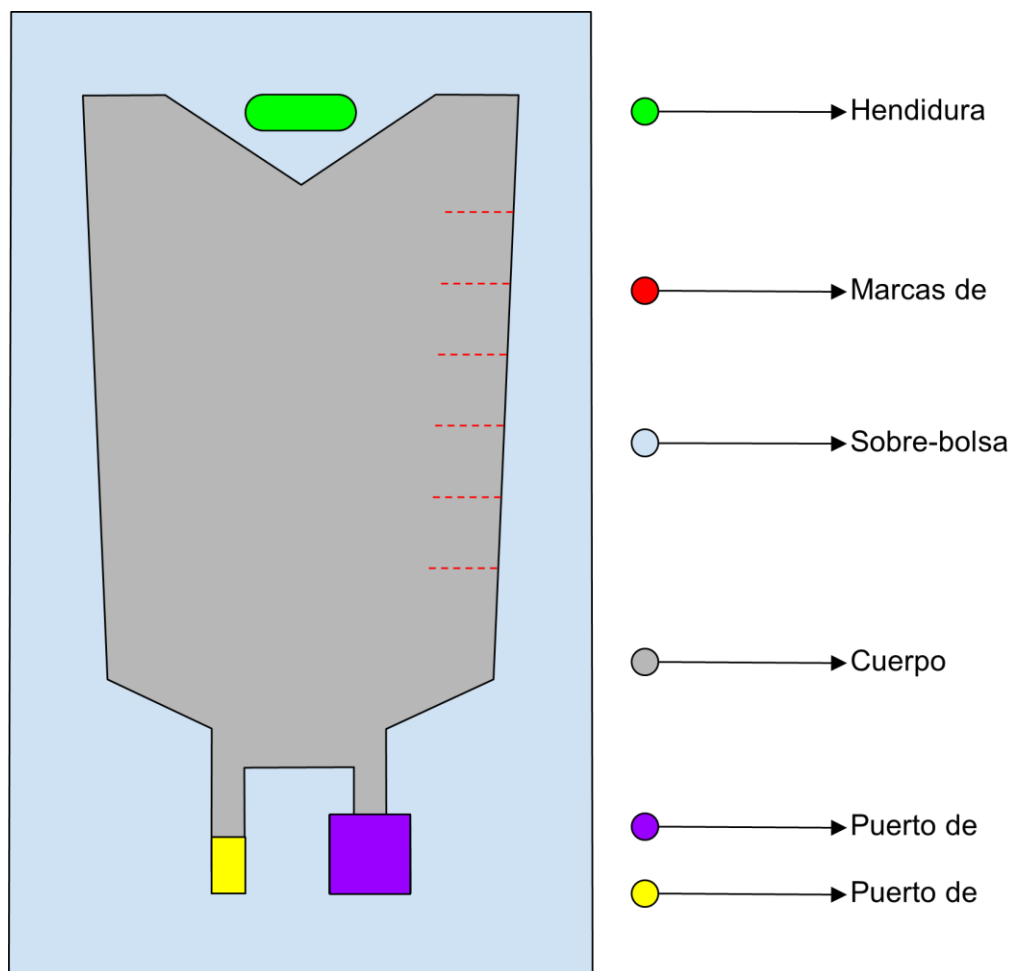 Hendidura
Marcas de
Sobre-bolsa
Cuerpo
Puerto de
Puerto de